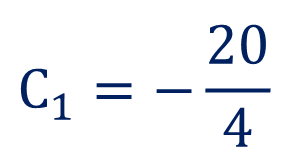 C₁ = −20/4